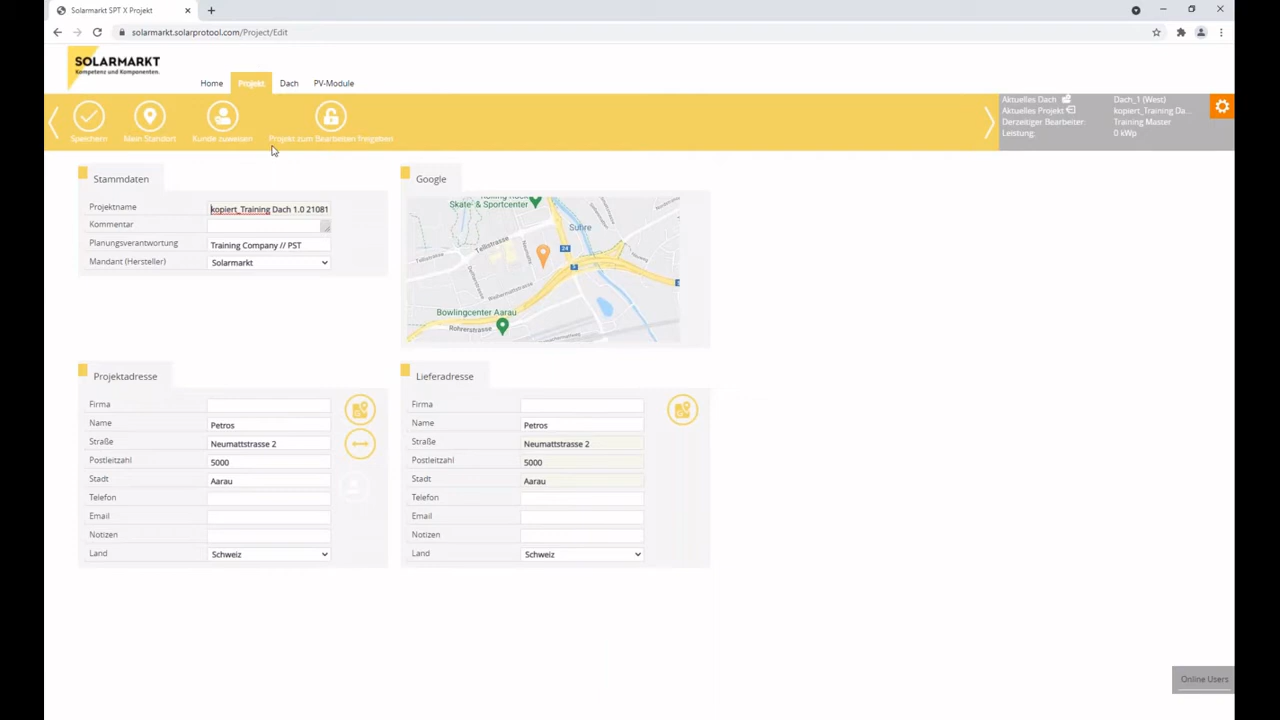 Solarmarkt SPT X Projekt
solarmarkt.solarprotool.com/Project/Edit
SOLARMARKT
Kompetenz und Komponenten.
Home Projekt Dach PV-Module
Speichern Mein Standort Kunde zuweisen Projekt zum Bearbeiten freigeben
Aktuelles Dach Dach_1 (West)
Aktuelles Projekt kopiert_Training Da...
Derzeitiger Bearbeiter: Training Master
Leistung: 0 kWp
Stammdaten
Projektname kopiert_Training Dach 1.0 21081
Kommentar
Planungsverantwortung Training Company // PST
Mandant (Hersteller) Solarmarkt
Google
Skate- & Sportcenter
Suhre
Tellistrasse
Tellistrasse
Neumattstrasse
Bowlingcenter Aarau
Rohrerstrasse
Projektadresse
Firma
Name Petros
Straße Neumattstrasse 2
Postleitzahl 5000
Stadt Aarau
Telefon
Email
Notizen
Land Schweiz
Lieferadresse
Firma
Name Petros
Straße Neumattstrasse 2
Postleitzahl 5000
Stadt Aarau
Telefon
Email
Notizen
Land Schweiz
Online Users